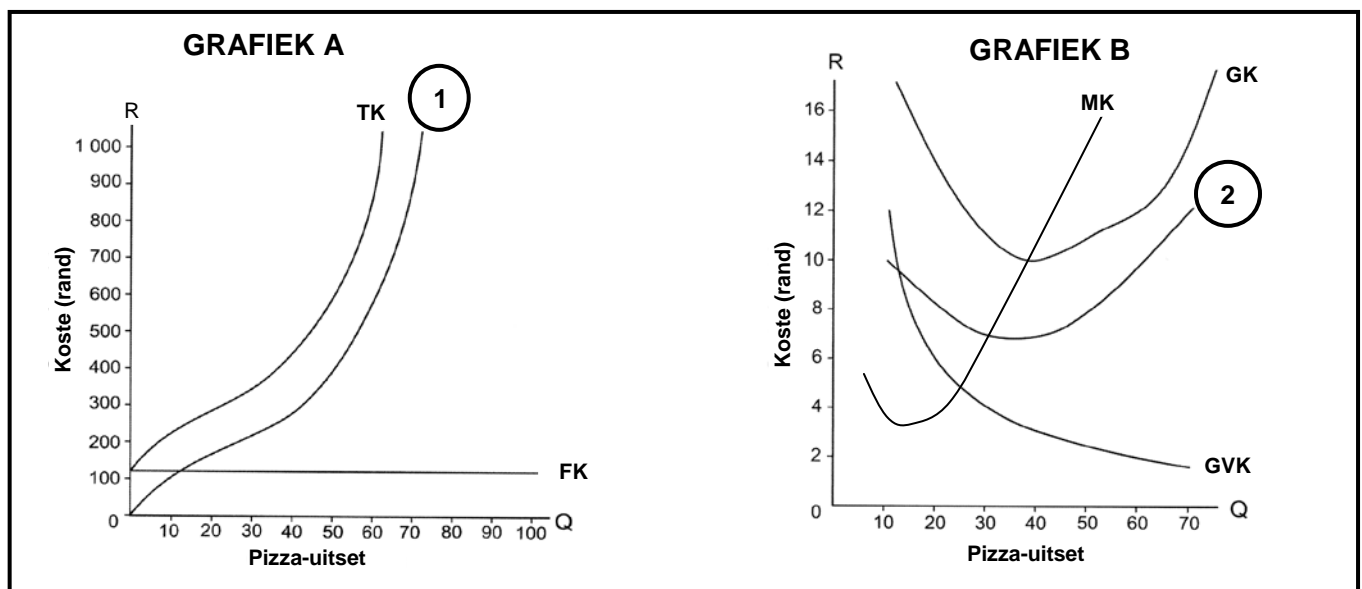 GRAFIEK A
R
TK
1
1 000
900
800
700
600
500
400
300
200
100
0
Koste (rand)
FK
10 20 30 40 50 60 70 80 90 100 Q
Pizza-uitset
GRAFIEK B
R
GK
MK
16
14
2
12
10
8
6
4
2
0
Koste (rand)
GVK
10 20 30 40 50 60 70 Q
Pizza-uitset